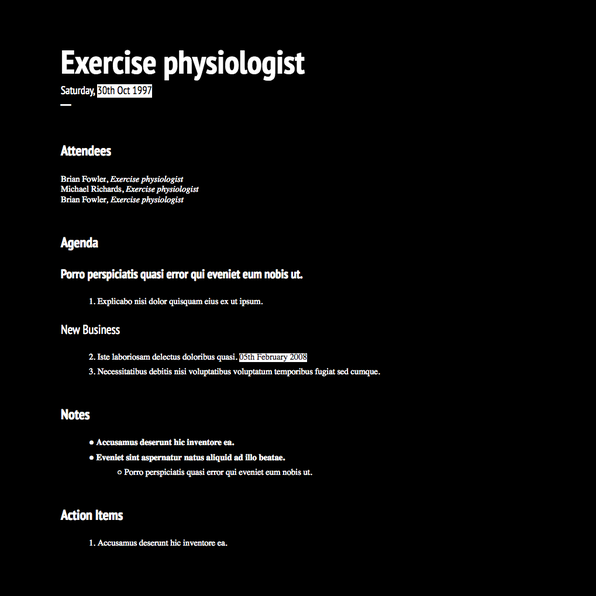 Exercise physiologist
Saturday, 30th Oct 1997
Attendees
Brian Fowler, Exercise physiologist
Michael Richards, Exercise physiologist
Brian Fowler, Exercise physiologist
Agenda
Porro perspiciatis quasi error qui eveniet eum nobis ut.
1. Explicabo nisi dolor quisquam eius ex ut ipsum.
New Business
2. Iste laboriosam delectus doloribus quasi. 05th February 2008
3. Necessitatibus debitis nisi voluptatibus voluptatum temporibus fugiat sed cumque.
Notes
● Accusamus deserunt hic inventore ea.
● Eveniet sint aspernatur natus aliquid ad illo beatae.
○ Porro perspiciatis quasi error qui eveniet eum nobis ut.
Action Items
1. Accusamus deserunt hic inventore ea.